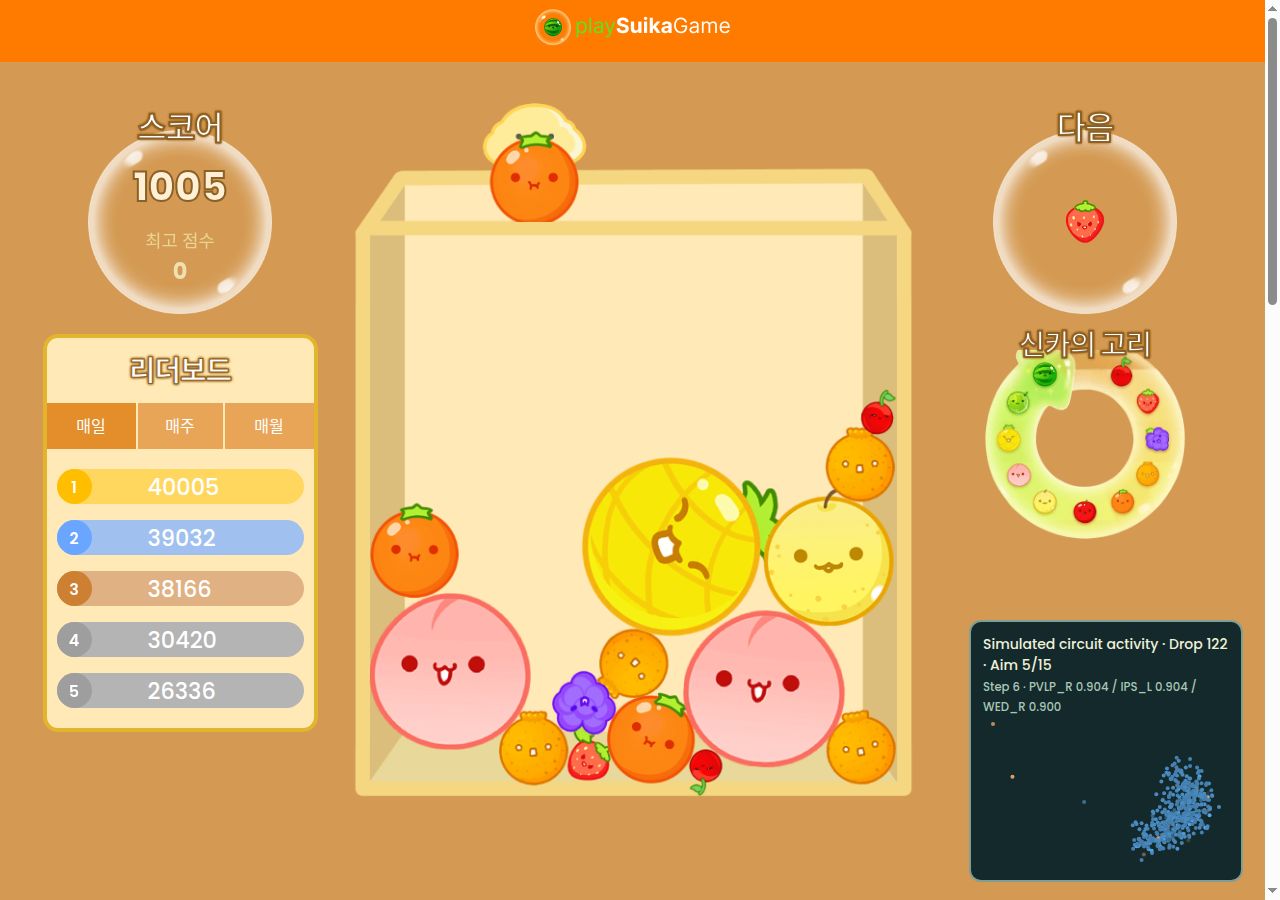 playSuikaGame
스코어
1005
최고 점수
0
다음
신카의 고리
리더보드
매일 매주 매월
1 40005
2 39032
3 38166
4 30420
5 26336
Simulated circuit activity · Drop 122
· Aim 5/15
Step 6 · PVLP_R 0.904 / IPS_L 0.904 /
WED_R 0.900